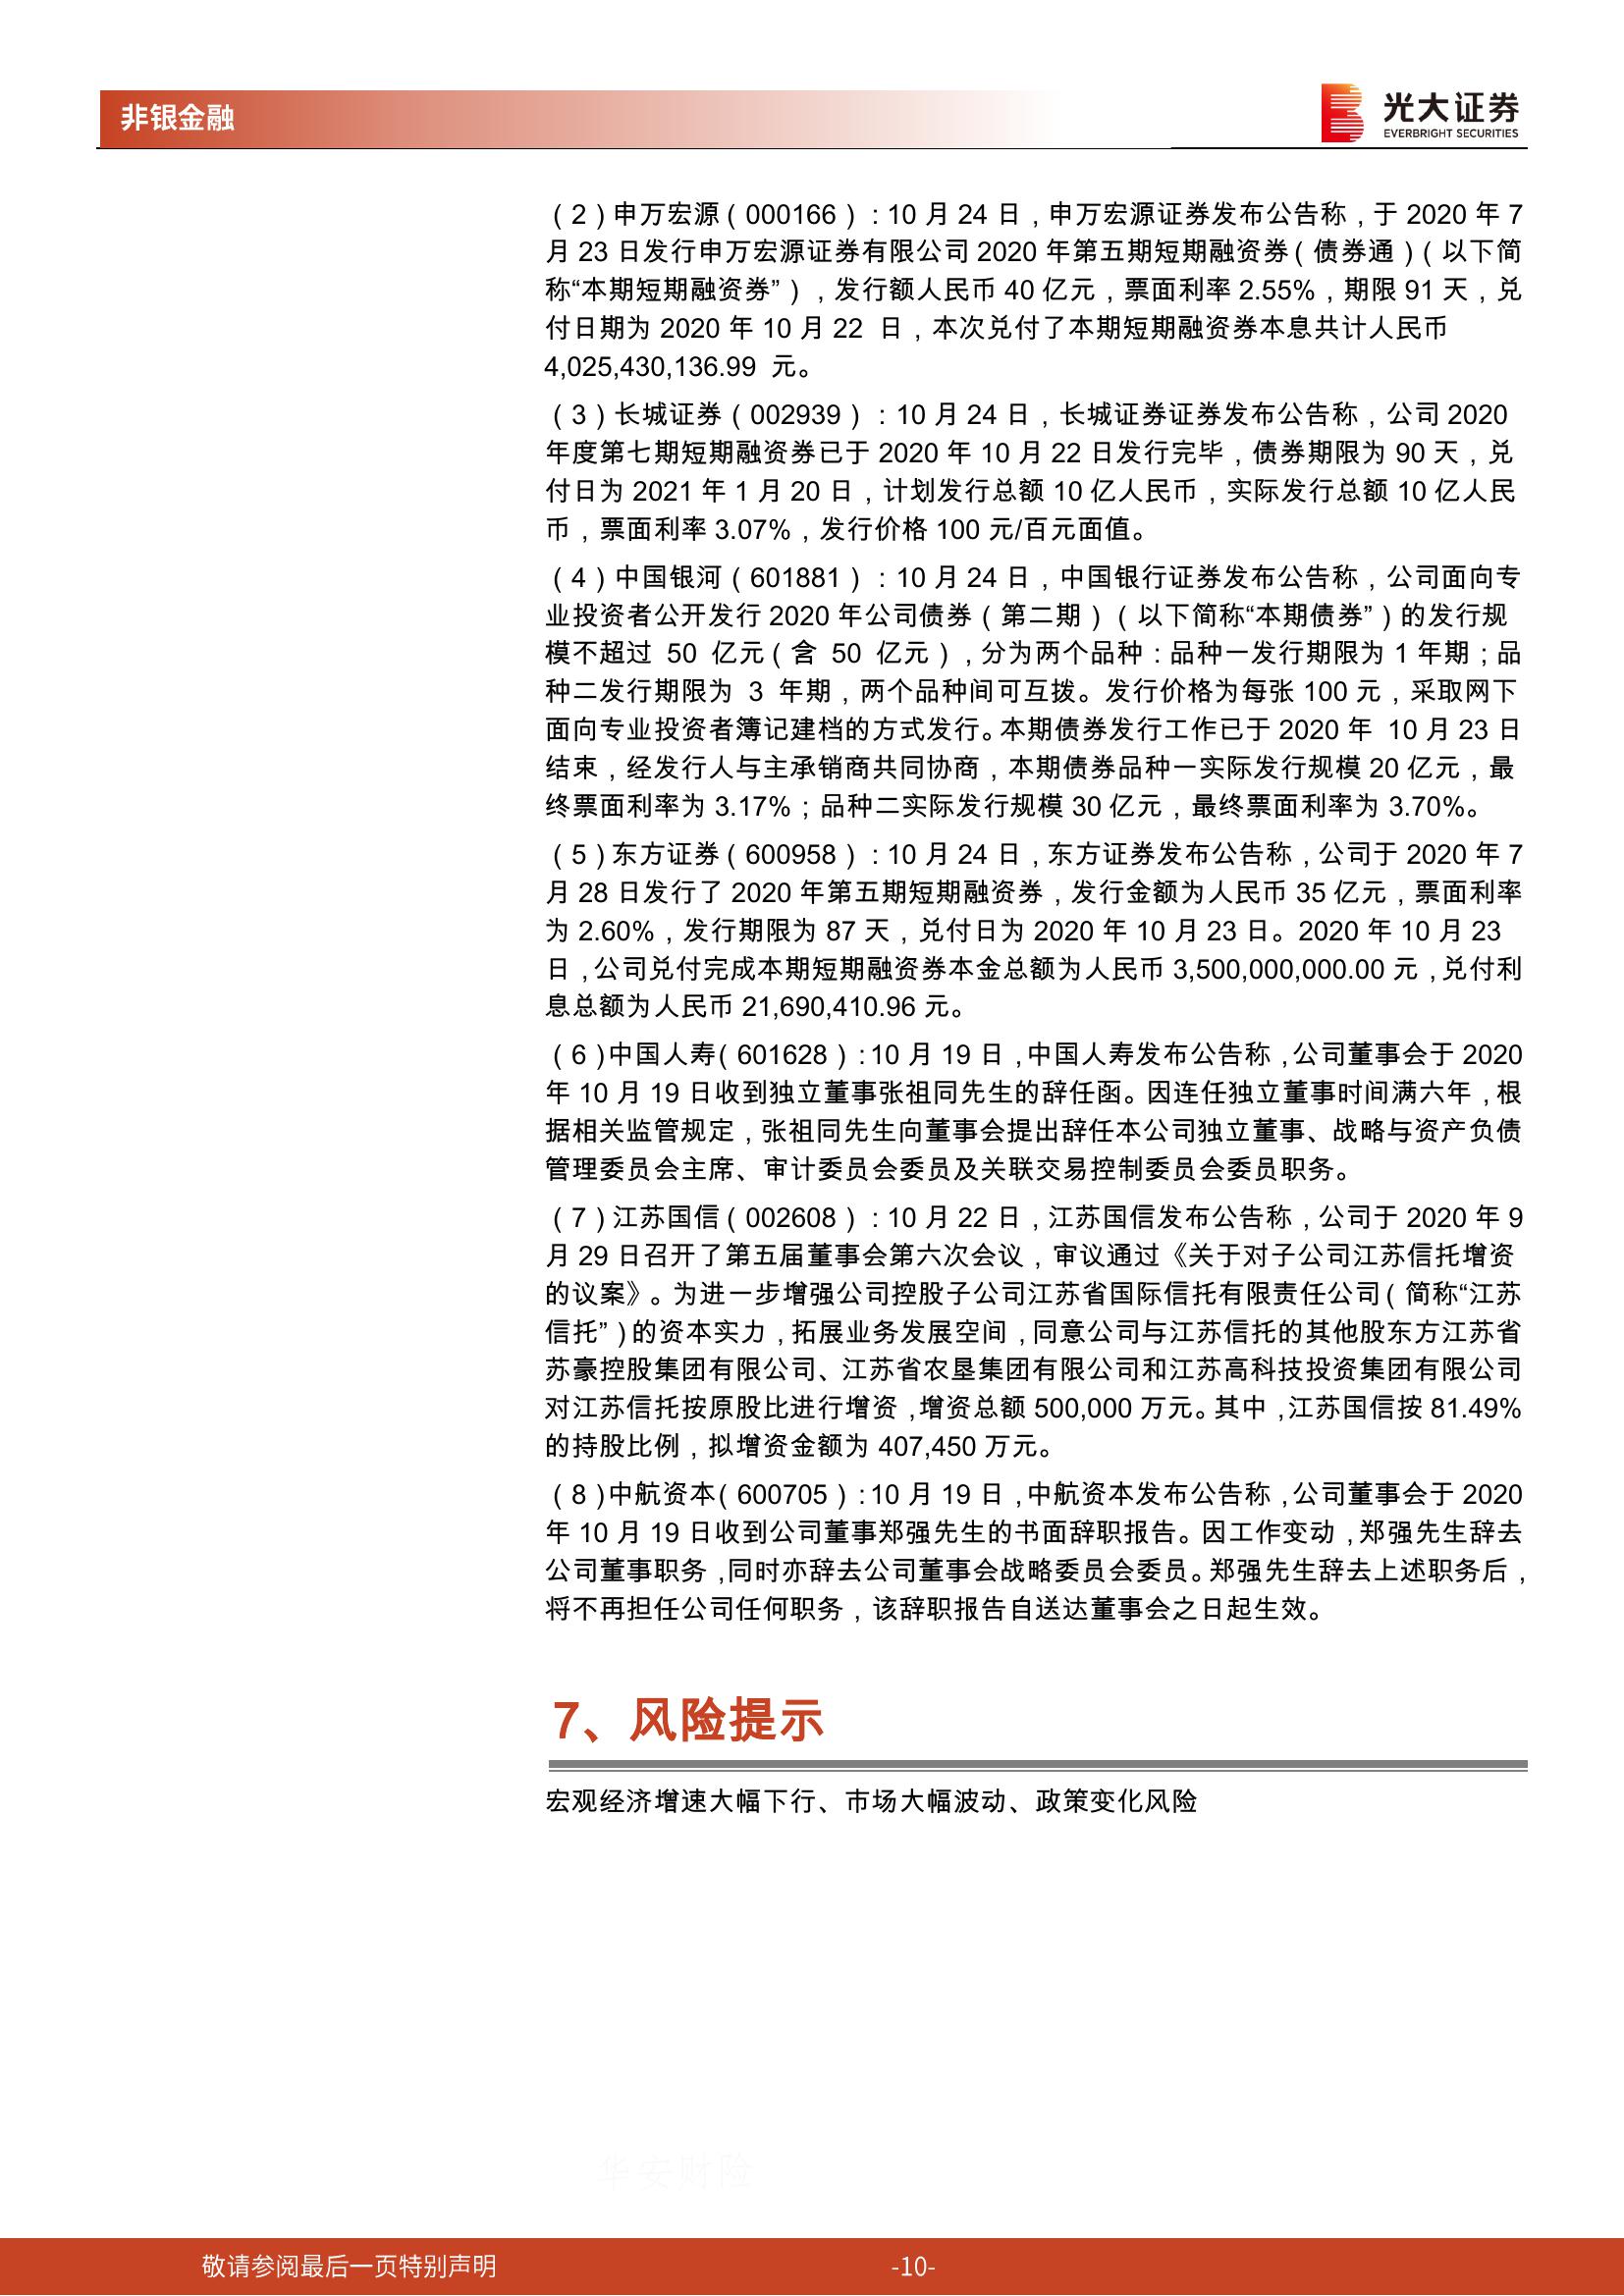 非银金融
光大证券
EVERBRIGHT SECURITIES
（2）申万宏源（000166）：10 月 24 日，申万宏源证券发布公告称，于 2020 年 7
月 23 日发行申万宏源证券有限公司 2020 年第五期短期融资券（债券通）（以下简
称“本期短期融资券”），发行额人民币 40 亿元，票面利率 2.55%，期限 91 天，兑
付日期为 2020 年 10 月 22 日，本次兑付了本期短期融资券本息共计人民币
4,025,430,136.99 元。
（3）长城证券（002939）：10 月 24 日，长城证券证券发布公告称，公司 2020
年度第七期短期融资券已于 2020 年 10 月 22 日发行完毕，债券期限为 90 天，兑
付日为 2021 年 1 月 20 日，计划发行总额 10 亿人民币，实际发行总额 10 亿人民
币，票面利率 3.07%，发行价格 100 元/百元面值。
（4）中国银河（601881）：10 月 24 日，中国银行证券发布公告称，公司面向专
业投资者公开发行 2020 年公司债券（第二期）（以下简称“本期债券”）的发行规
模不超过 50 亿元（含 50 亿元），分为两个品种：品种一发行期限为 1 年期；品
种二发行期限为 3 年期，两个品种间可互拨。发行价格为每张 100 元，采取网下
面向专业投资者簿记建档的方式发行。本期债券发行工作已于 2020 年 10 月 23 日
结束，经发行人与主承销商共同协商，本期债券品种一实际发行规模 20 亿元，最
终票面利率为 3.17%；品种二实际发行规模 30 亿元，最终票面利率为 3.70%。
（5）东方证券（600958）：10 月 24 日，东方证券发布公告称，公司于 2020 年 7
月 28 日发行了 2020 年第五期短期融资券，发行金额为人民币 35 亿元，票面利率
为 2.60%，发行期限为 87 天，兑付日为 2020 年 10 月 23 日。2020 年 10 月 23
日，公司兑付完成本期短期融资券本金总额为人民币 3,500,000,000.00 元，兑付利
息总额为人民币 21,690,410.96 元。
（6）中国人寿（601628）：10 月 19 日，中国人寿发布公告称，公司董事会于 2020
年 10 月 19 日收到独立董事张祖同先生的辞任函。因连任独立董事时间满六年，根
据相关监管规定，张祖同先生向董事会提出辞任本公司独立董事、战略与资产负债
管理委员会主席、审计委员会委员及关联交易控制委员会委员职务。
（7）江苏国信（002608）：10 月 22 日，江苏国信发布公告称，公司于 2020 年 9
月 29 日召开了第五届董事会第六次会议，审议通过《关于对子公司江苏信托增资
的议案》。为进一步增强公司控股子公司江苏省国际信托有限责任公司（简称“江苏
信托”）的资本实力，拓展业务发展空间，同意公司与江苏信托的其他股东方江苏省
苏豪控股集团有限公司、江苏省农垦集团有限公司和江苏高科技投资集团有限公司
对江苏信托按原股比进行增资，增资总额 500,000 万元。其中，江苏国信按 81.49%
的持股比例，拟增资金额为 407,450 万元。
（8）中航资本（600705）：10 月 19 日，中航资本发布公告称，公司董事会于 2020
年 10 月 19 日收到公司董事郑强先生的书面辞职报告。因工作变动，郑强先生辞去
公司董事职务，同时亦辞去公司董事会战略委员会委员。郑强先生辞去上述职务后，
将不再担任公司任何职务，该辞职报告自送达董事会之日起生效。
7、风险提示
宏观经济增速大幅下行、市场大幅波动、政策变化风险
华安财险
敬请参阅最后一页特别声明
-10-